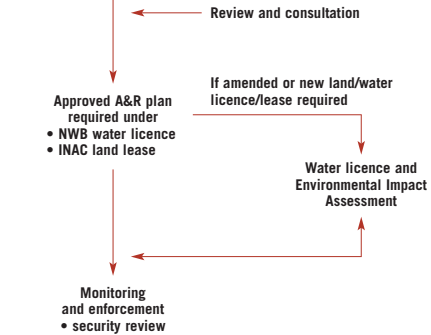 Review and consultation
If amended or new land/water
licence/lease required
Approved A&R plan
required under
• NWB water licence
• INAC land lease
Water licence and
Environmental Impact
Assessment
Monitoring
and enforcement
• security review